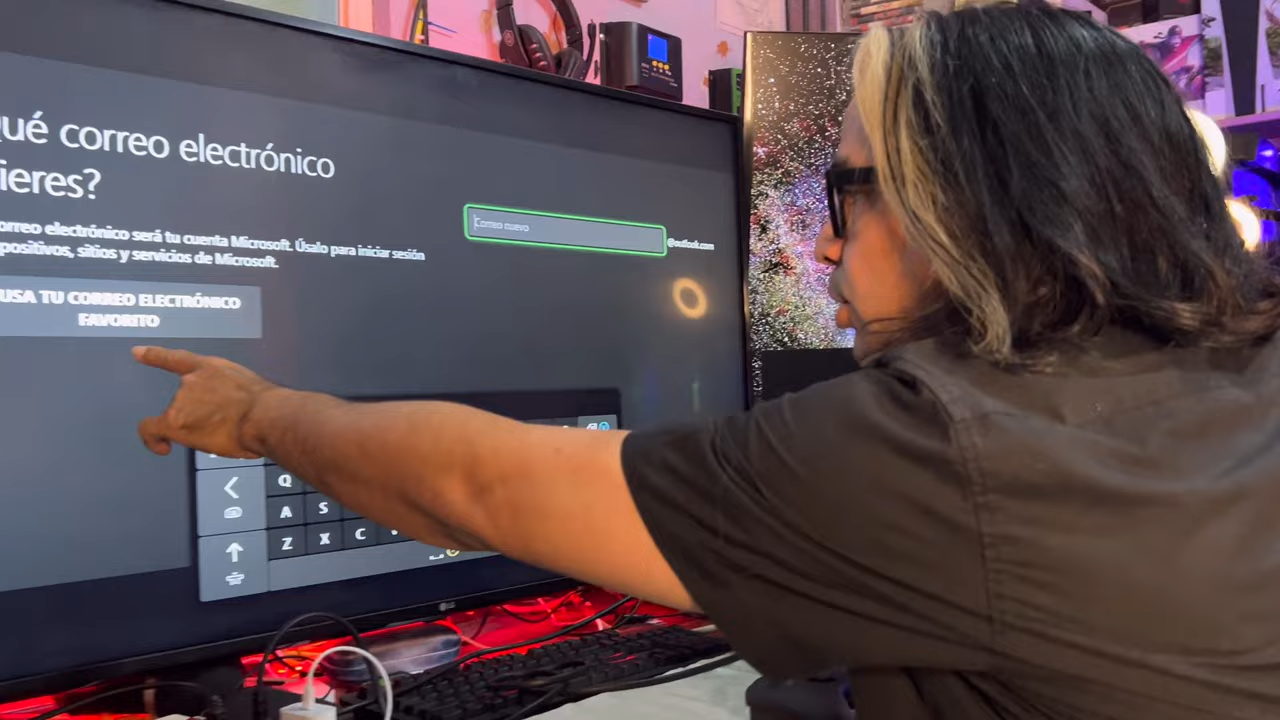 ué correo electrónico
ieres?
orreo electrónico será tu cuenta Microsoft. Úsalo para iniciar sesión
positivos, sitios y servicios de Microsoft.
USA TU CORREO ELECTRÓNICO
FAVORITO
Correo nuevo
@outlook.com
Q
A S
Z X C
LG